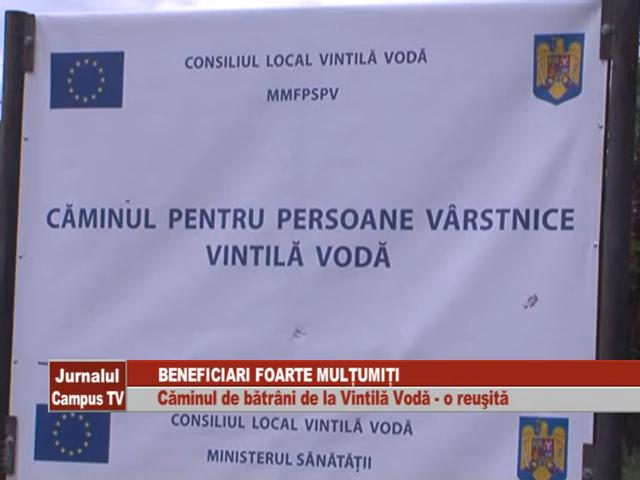 CONSILIUL LOCAL VINTILĂ VODĂ
MMFPSPV
CĂMINUL PENTRU PERSOANE VÂRSTNICE
VINTILĂ VODĂ
Jurnalul
Campus TV
BENEFICIARI FOARTE MULȚUMIȚI
Căminul de bătrâni de la Vintilă Vodă - o reuşită
CONSILIUL LOCAL VINTILĂ VODĂ
MINISTERUL SĂNĂTĂȚII